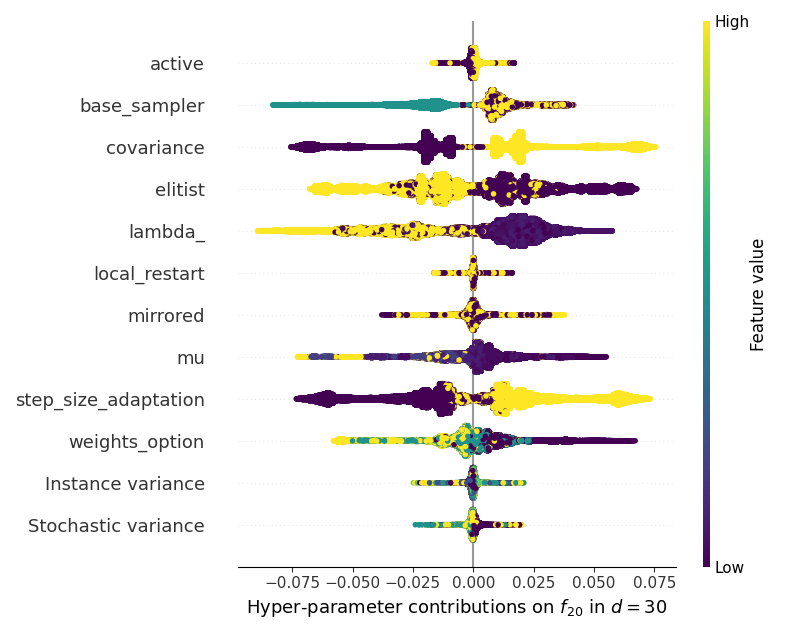 High
active
base_sampler
covariance
elitist
lambda_
local_restart
mirrored
mu
step_size_adaptation
weights_option
Instance variance
Stochastic variance
Feature value
Low
−0.075 −0.050 −0.025 0.000 0.025 0.050 0.075
Hyper-parameter contributions on $f_{20}$ in $d = 30$